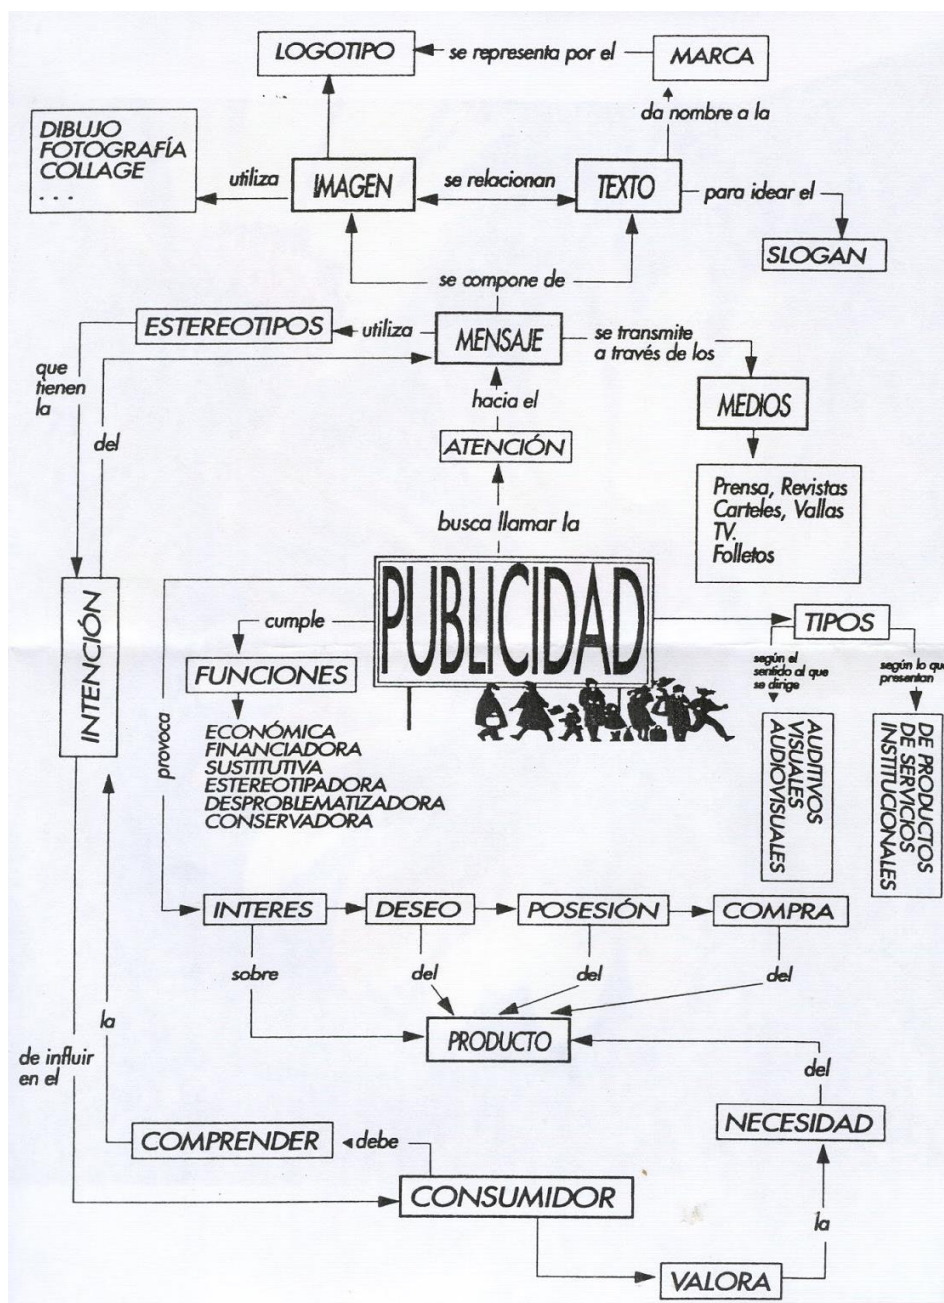 LOGOTIPO
se representa por el
MARCA
da nombre a la
DIBUJO
FOTOGRAFÍA
COLLAGE
. . .
utiliza
IMAGEN
se relacionan
TEXTO
para idear el
SLOGAN
se compone de
ESTEREOTIPOS
utiliza
MENSAJE
se transmite
a través de los
que
tienen
la
del
hacia el
MEDIOS
ATENCIÓN
Prensa, Revistas
Carteles, Vallas
TV.
Folletos
busca llamar la
PUBLICIDAD
INTENCIÓN
cumple
FUNCIONES
TIPOS
según el
sentido al que
se dirige
según lo que
presentan
provoca
ECONÓMICA
FINANCIADORA
SUSTITUTIVA
ESTEREOTIPADORA
DESPROBLEMATIZADORA
CONSERVADORA
AUDITIVOS
VISUALES
AUDIOVISUALES
DE PRODUCTOS
DE SERVICIOS
INSTITUCIONALES
INTERES
DESEO
POSESIÓN
COMPRA
sobre
del
del
del
PRODUCTO
la
de influir
en el
del
COMPRENDER
debe
NECESIDAD
CONSUMIDOR
la
VALORA